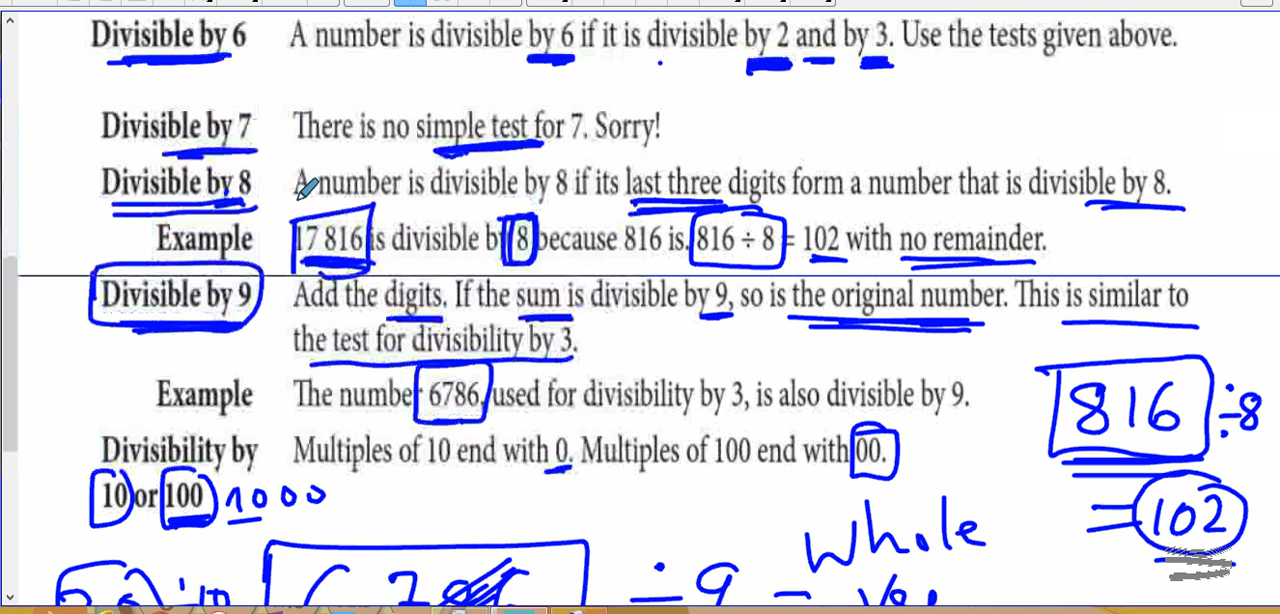 Divisible by 6 A number is divisible by 6 if it is divisible by 2 and by 3. Use the tests given above.
Divisible by 7 There is no simple test for 7. Sorry!
Divisible by 8 A number is divisible by 8 if its last three digits form a number that is divisible by 8.
Example 17 816 is divisible by 8 because 816 is. 816 ÷ 8 = 102 with no remainder.
Divisible by 9 Add the digits. If the sum is divisible by 9, so is the original number. This is similar to
the test for divisibility by 3.
Example The number 6786, used for divisibility by 3, is also divisible by 9.
816 ÷8
Divisibility by Multiples of 10 end with 0. Multiples of 100 end with 00.
10 or 100 1000
= 102
whole
÷ 9 =